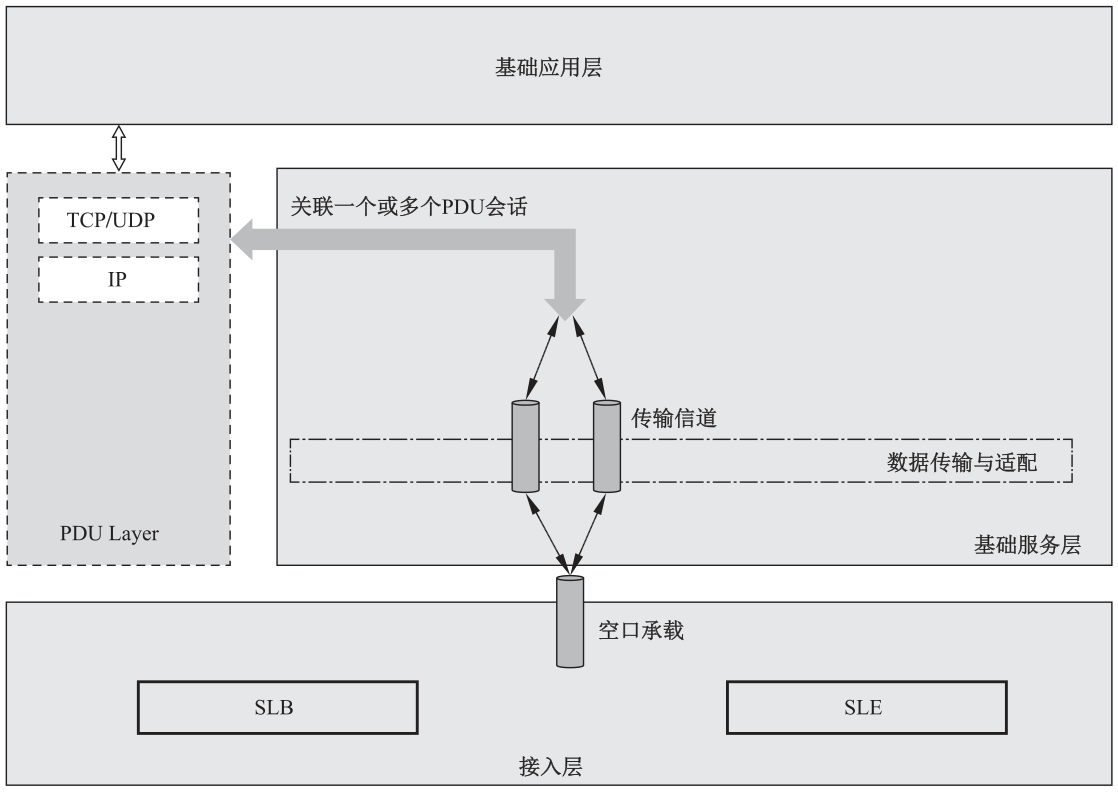 基础应用层
TCP/UDP
IP
PDU Layer
关联一个或多个PDU会话
传输信道
数据传输与适配
基础服务层
空口承载
SLB
SLE
接入层